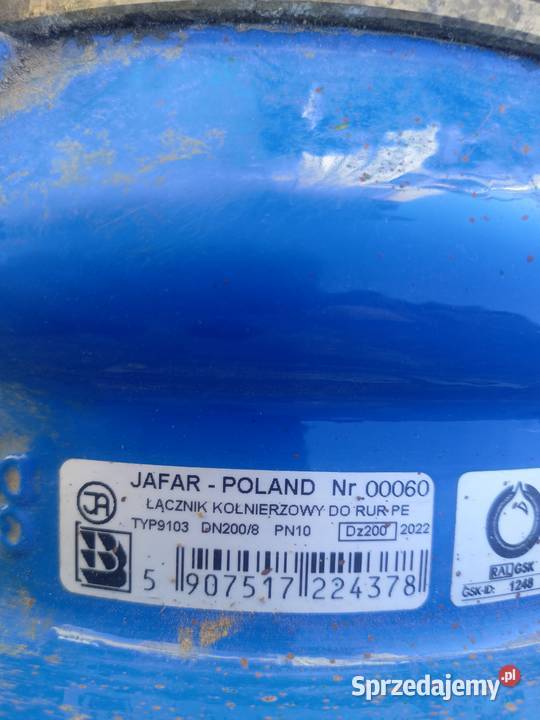 JAFAR - POLAND Nr 00060
ŁĄCZNIK KOŁNIERZOWY DO RUR PE
TYP9103 DN200/8 PN10 Dz200 2022
JA
B
5 907517 224378
RAL GSK
GSK-ID: 1248
Sprzedajemy.pl